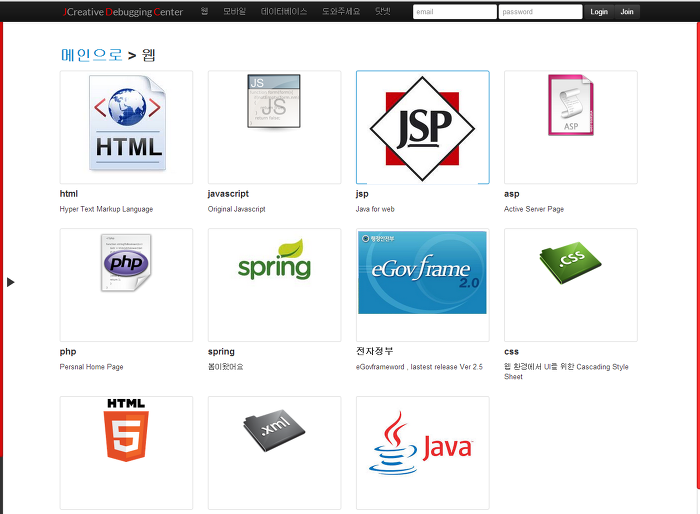 iCreative Debugging Center 웹 모바일 데이터베이스 도와주세요 닷넷 email password Login Join
메인으로 > 웹
HTML
JS
JS
JSP
ASP
html
javascript
jsp
asp
Hyper Text Markup Language
Original Javascript
Java for web
Active Server Page
php
spring
행정안전부
eGovframe
2.0
.CSS
php
spring
전자정부
css
Persnal Home Page
봄이왔어요
eGovframeword , lastest release Ver 2.5
웹 환경에서 UI를 위한 Cascading Style
Sheet
HTML
5
.xml
Java